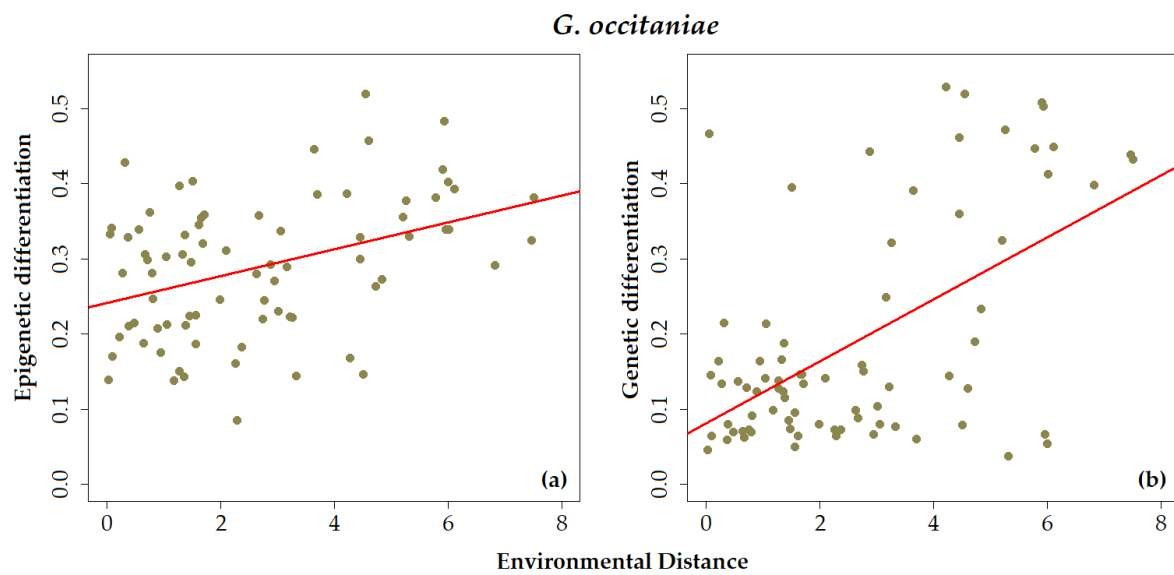 G. occitaniae
Epigenetic differentiation
0.0 0.1 0.2 0.3 0.4 0.5
0 2 4 6 8
(a)
Genetic differentiation
0.0 0.1 0.2 0.3 0.4 0.5
0 2 4 6 8
(b)
Environmental Distance